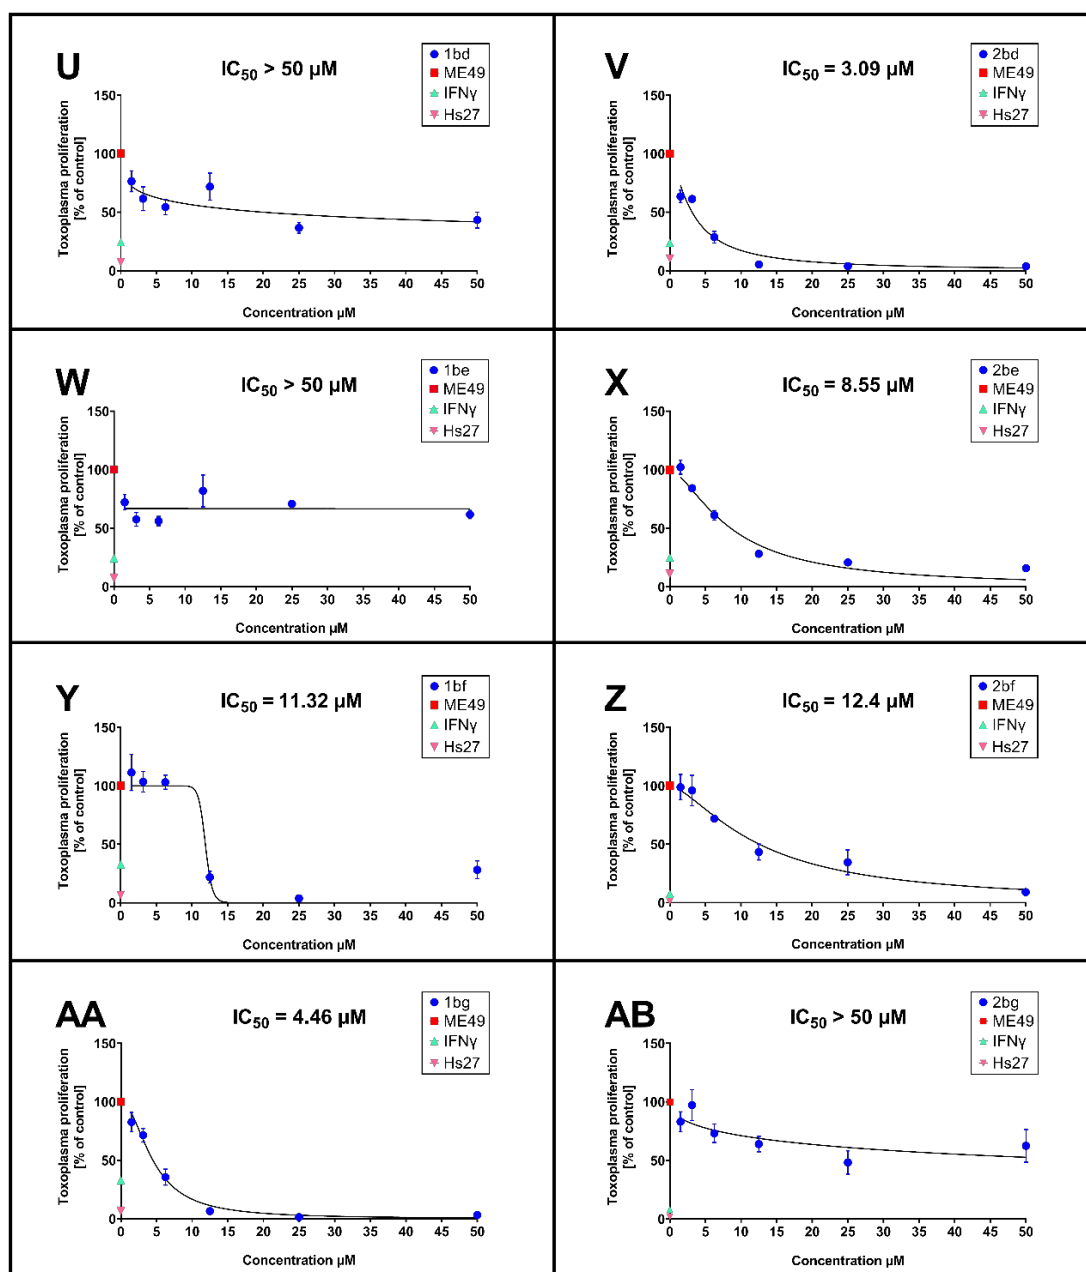 U
IC50 > 50 µM
1bd
ME49
IFNγ
Hs27
Toxoplasma proliferation
[% of control]
150
100
50
0
0 5 10 15 20 25 30 35 40 45 50
Concentration µM
V
IC50 = 3.09 µM
2bd
ME49
IFNγ
Hs27
Toxoplasma proliferation
[% of control]
150
100
50
0
0 5 10 15 20 25 30 35 40 45 50
Concentration µM
W
IC50 > 50 µM
1be
ME49
IFNγ
Hs27
Toxoplasma proliferation
[% of control]
150
100
50
0
0 5 10 15 20 25 30 35 40 45 50
Concentration µM
X
IC50 = 8.55 µM
2be
ME49
IFNγ
Hs27
Toxoplasma proliferation
[% of control]
150
100
50
0
0 5 10 15 20 25 30 35 40 45 50
Concentration µM
Y
IC50 = 11.32 µM
1bf
ME49
IFNγ
Hs27
Toxoplasma proliferation
[% of control]
150
100
50
0
0 5 10 15 20 25 30 35 40 45 50
Concentration µM
Z
IC50 = 12.4 µM
2bf
ME49
IFNγ
Hs27
Toxoplasma proliferation
[% of control]
150
100
50
0
0 5 10 15 20 25 30 35 40 45 50
Concentration µM
AA
IC50 = 4.46 µM
1bg
ME49
IFNγ
Hs27
Toxoplasma proliferation
[% of control]
150
100
50
0
0 5 10 15 20 25 30 35 40 45 50
Concentration µM
AB
IC50 > 50 µM
2bg
ME49
IFNγ
Hs27
Toxoplasma proliferation
[% of control]
150
100
50
0
0 5 10 15 20 25 30 35 40 45 50
Concentration µM